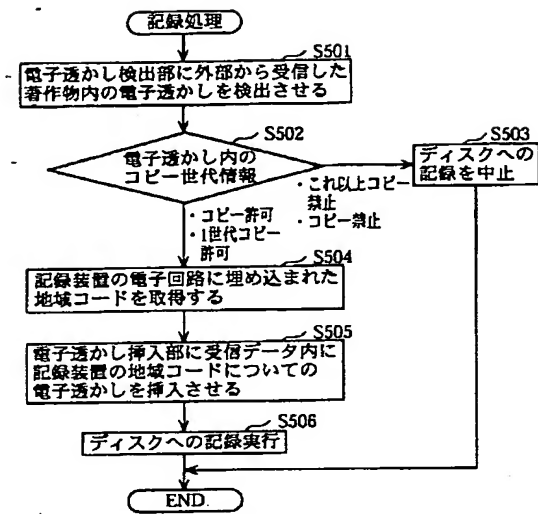 記録処理
S501
電子透かし検出部に外部から受信した
著作物内の電子透かしを検出させる
S502
電子透かし内の
コピー世代情報
S503
ディスクへの
記録を中止
・これ以上コピー
禁止
・コピー禁止
・コピー許可
・1世代コピー
許可
S504
記録装置の電子回路に埋め込まれた
地域コードを取得する
S505
電子透かし挿入部に受信データ内に
記録装置の地域コードについての
電子透かしを挿入させる
S506
ディスクへの記録実行
END